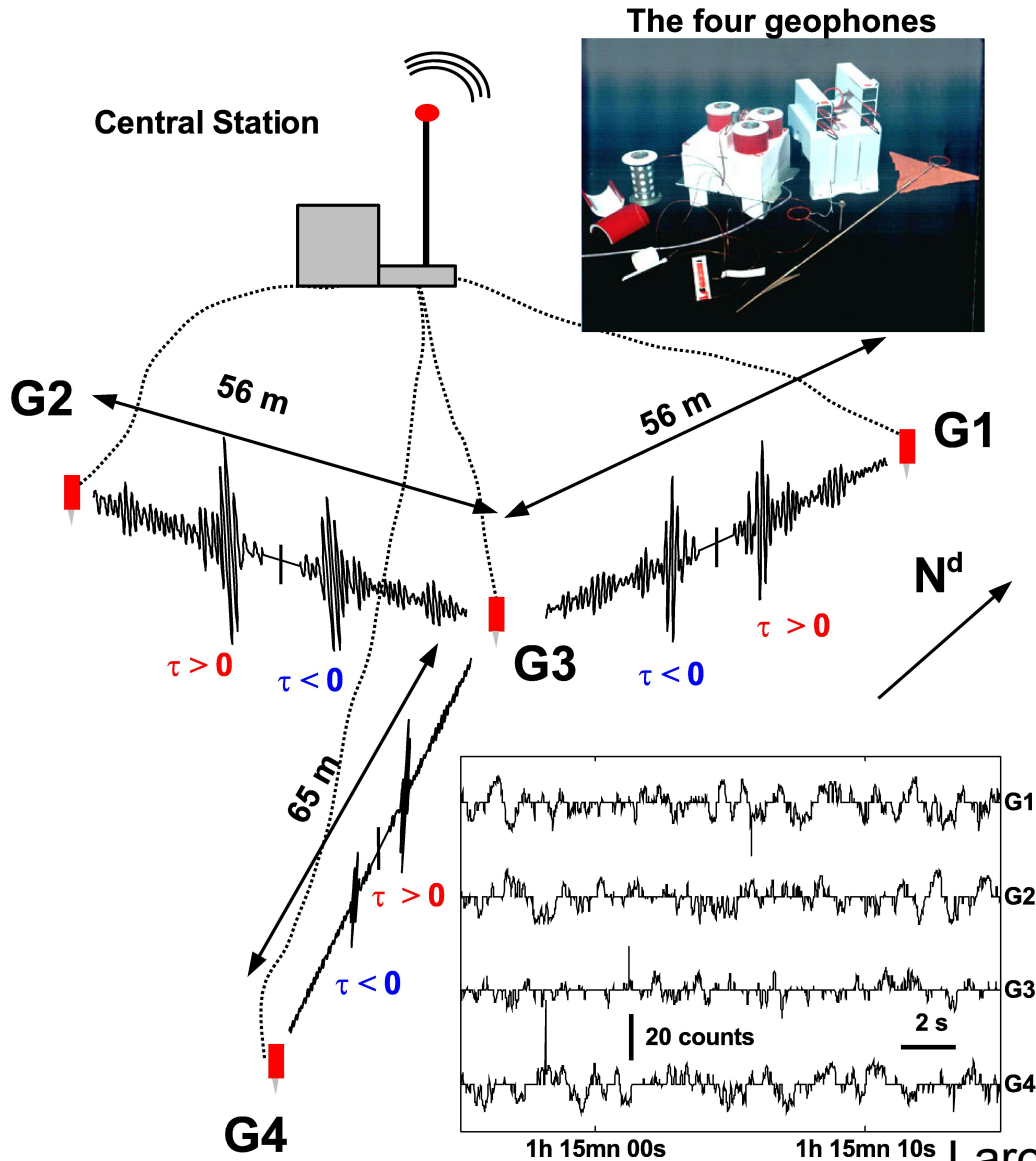 The four geophones
Central Station
G2
56 m
56 m
G1
N^d
τ > 0
τ < 0
G3
τ < 0
τ > 0
65 m
τ > 0
τ < 0
G4
G1
G2
G3
20 counts
2 s
G4
1h 15mn 00s
1h 15mn 10s